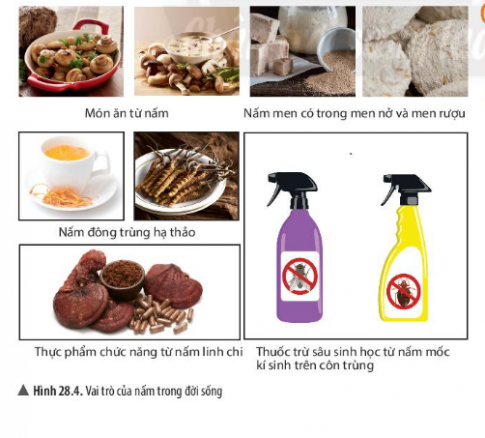 Món ăn từ nấm
Nấm men có trong men nở và men rượu
Nấm đông trùng hạ thảo
Thực phẩm chức năng từ nấm linh chi
Thuốc trừ sâu sinh học từ nấm mốc
kí sinh trên côn trùng
▲ Hình 28.4. Vai trò của nấm trong đời sống